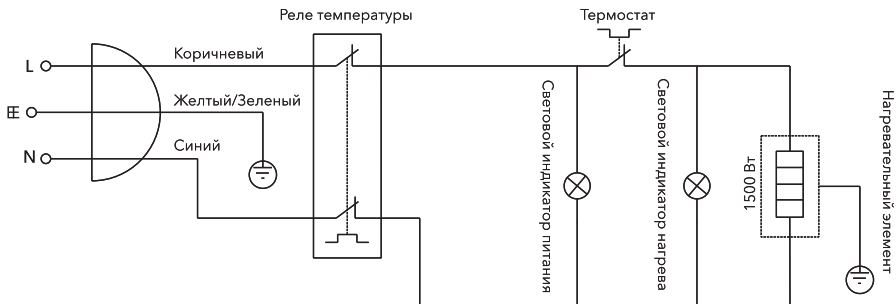 Реле температуры
Термостат
Коричневый
L
Желтый/Зеленый
N
Синий
Световой индикатор питания
Световой индикатор нагрева
1500 Вт
Нагревательный элемент